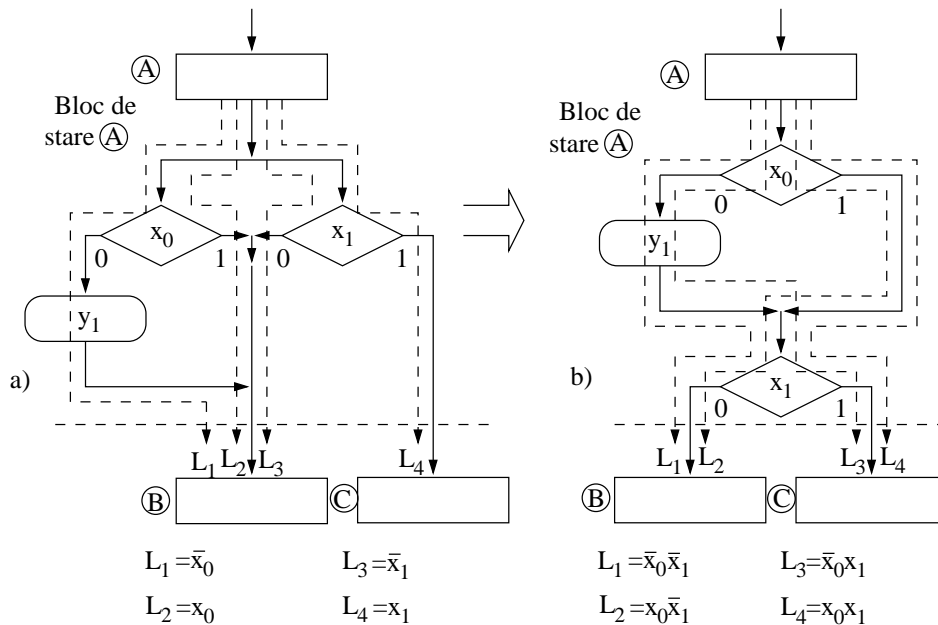 A
Bloc de
stare A
x0
x1
0
1
0
1
y1
a)
L1
L2
L3
L4
B
C
L1 =x̄0
L3 =x̄1
L2 =x0
L4 =x1
A
Bloc de
stare A
x0
0
1
y1
b)
x1
0
1
L1
L2
L3
L4
B
C
L1 =x̄0x̄1
L3=x̄0x1
L2 =x0x̄1
L4=x0x1